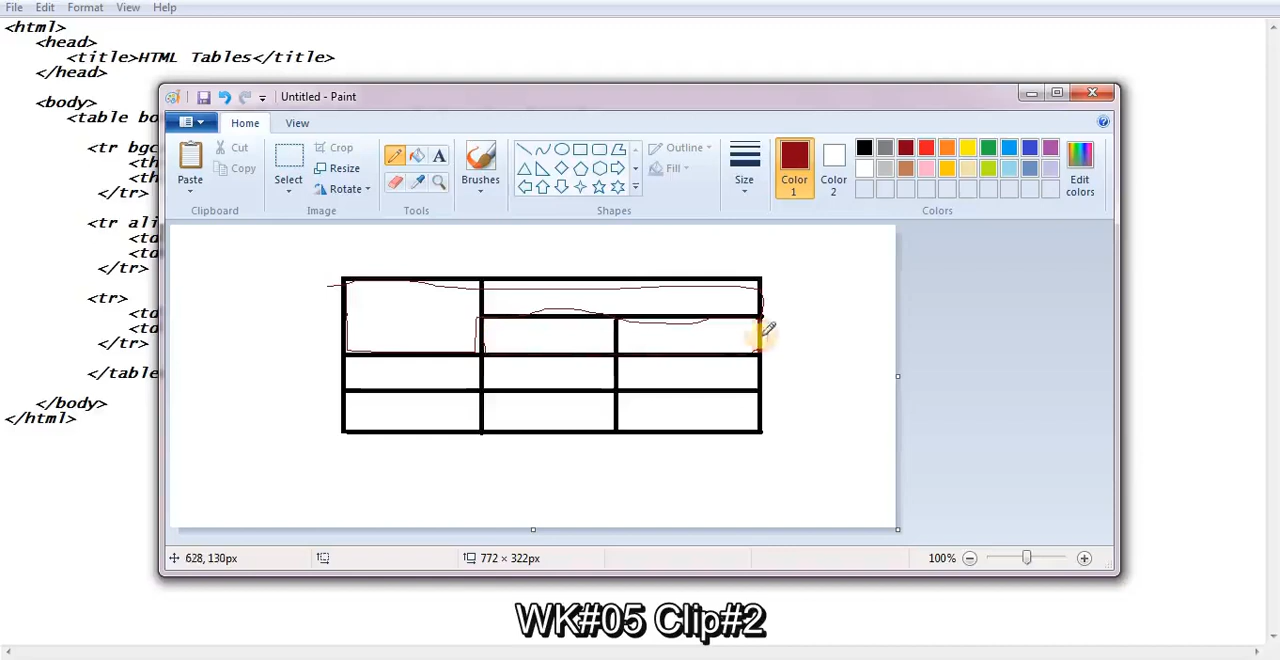 File Edit Format View Help
<html>
<head>
<title>HTML Tables</title>
</head>
<body>
<table bo
<tr bgc
<th
<th
</tr>
<tr ali
<td
<td
</tr>
<tr>
<td
<td
</tr>
</table
</body>
</html>
Untitled - Paint
Home View
Paste
Cut
Copy
Clipboard
Select
Crop
Resize
Rotate
Image
A
Tools
Brushes
Outline
Fill
Shapes
Size
Color 1
Color 2
Edit colors
Colors
628, 130px
772 × 322px
100%
WK#05 Clip#2